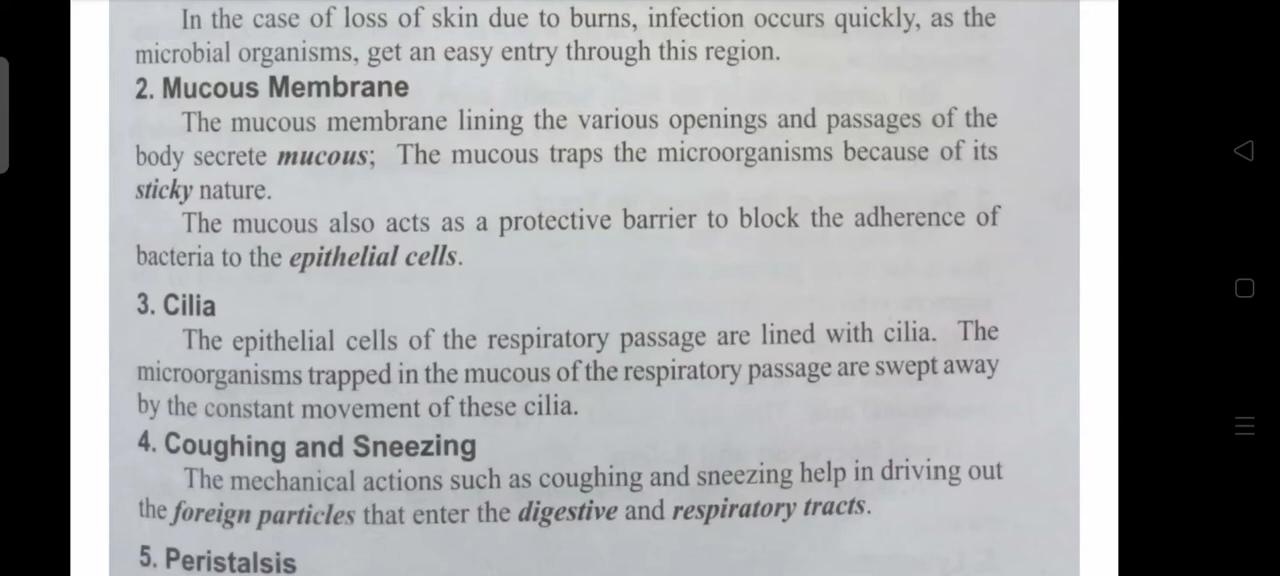 In the case of loss of skin due to burns, infection occurs quickly, as the
microbial organisms, get an easy entry through this region.
2. Mucous Membrane
The mucous membrane lining the various openings and passages of the
body secrete mucous; The mucous traps the microorganisms because of its
sticky nature.
The mucous also acts as a protective barrier to block the adherence of
bacteria to the epithelial cells.
3. Cilia
The epithelial cells of the respiratory passage are lined with cilia. The
microorganisms trapped in the mucous of the respiratory passage are swept away
by the constant movement of these cilia.
4. Coughing and Sneezing
The mechanical actions such as coughing and sneezing help in driving out
the foreign particles that enter the digestive and respiratory tracts.
5. Peristalsis